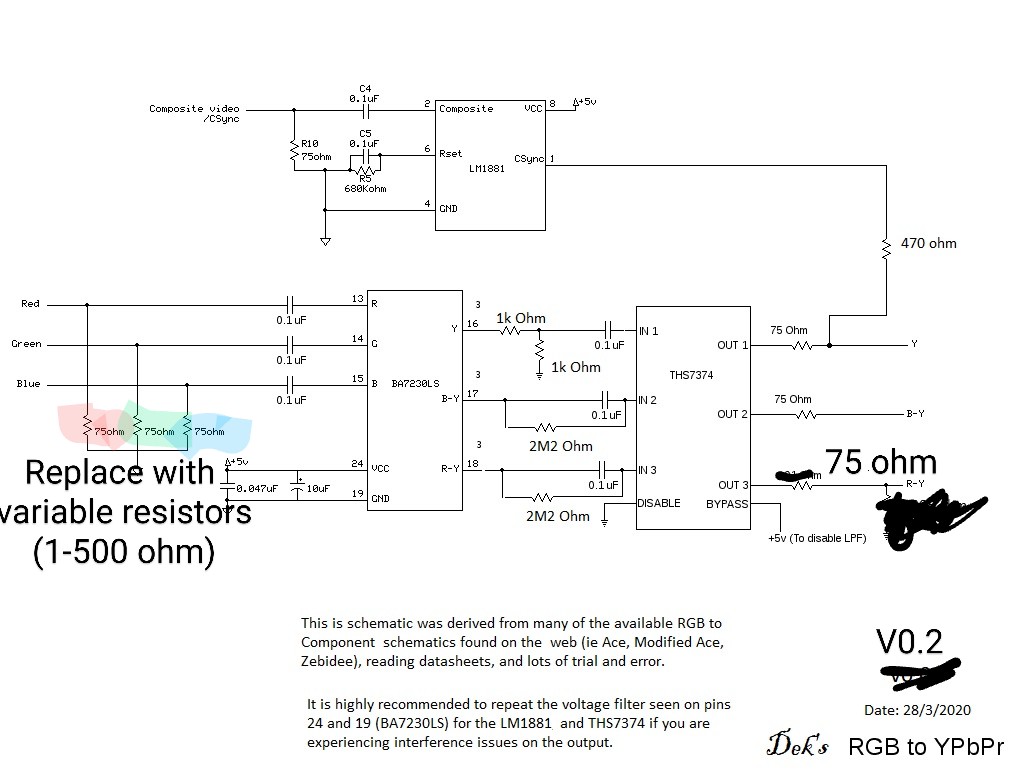 C4
0.1uF
Composite video
/CSync
2
Composite
VCC
8
+5v
R10
75ohm
C5
0.1uF
6
Rset
CSync
1
LM1881
R5
680Kohm
4
GND
470 ohm
Red
0.1uF
13
R
Green
0.1uF
14
G
Blue
0.1uF
15
B
BA7230LS
3
Y
16
1k Ohm
1k Ohm
0.1uF
IN 1
OUT 1
75 Ohm
Y
THS7374
3
B-Y
17
0.1uF
IN 2
2M2 Ohm
OUT 2
75 Ohm
B-Y
75ohm
75ohm
75ohm
3
R-Y
18
0.1uF
IN 3
2M2 Ohm
OUT 3
75 ohm
R-Y
DISABLE
BYPASS
+5v (To disable LPF)
+5v
24
VCC
0.047uF
10uF
19
GND
Replace with
variable resistors
(1-500 ohm)
This is schematic was derived from many of the available RGB to
Component schematics found on the web (ie Ace, Modified Ace,
Zebidee), reading datasheets, and lots of trial and error.
It is highly recommended to repeat the voltage filter seen on pins
24 and 19 (BA7230LS) for the LM1881 and THS7374 if you are
experiencing interference issues on the output.
V0.2
Date: 28/3/2020
Dek's RGB to YPbPr